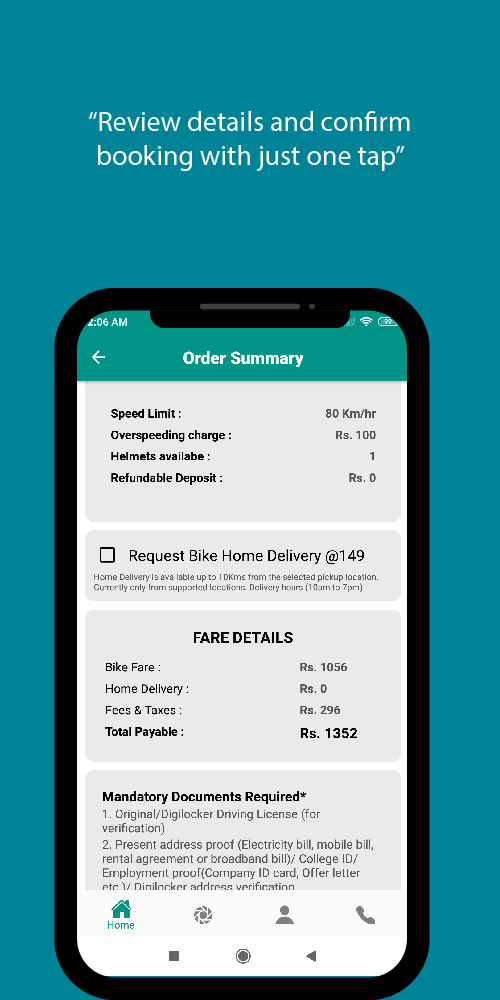 “Review details and confirm
booking with just one tap”
2:06 AM
Order Summary
Speed Limit : 80 Km/hr
Overspeeding charge : Rs. 100
Helmets availabe : 1
Refundable Deposit : Rs. 0
Request Bike Home Delivery @149
Home Delivery is available up to 10Kms from the selected pickup location.
Currently only from supported locations. Delivery hours (10am to 7pm)
FARE DETAILS
Bike Fare : Rs. 1056
Home Delivery : Rs. 0
Fees & Taxes : Rs. 296
Total Payable : Rs. 1352
Mandatory Documents Required*
1. Original/Digilocker Driving License (for
verification)
2. Present address proof (Electricity bill, mobile bill,
rental agreement or broadband bill)/ College ID/
Employment proof(Company ID card, Offer letter
etc.)/ Digilocker address verification
Home